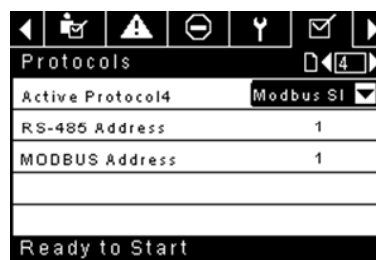 Protocols 4
Active Protocol4 Modbus Sl
RS-485 Address 1
MODBUS Address 1
Ready to Start